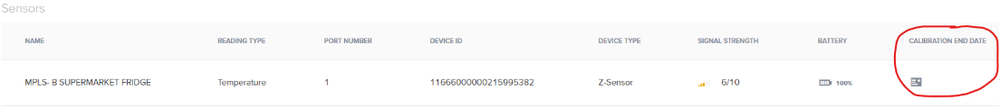 Sensors
NAME READING TYPE PORT NUMBER DEVICE ID DEVICE TYPE SIGNAL STRENGTH BATTERY CALIBRATION END DATE
MPLS- B SUPERMARKET FRIDGE Temperature 1 11666000000215995382 Z-Sensor 6/10 100%